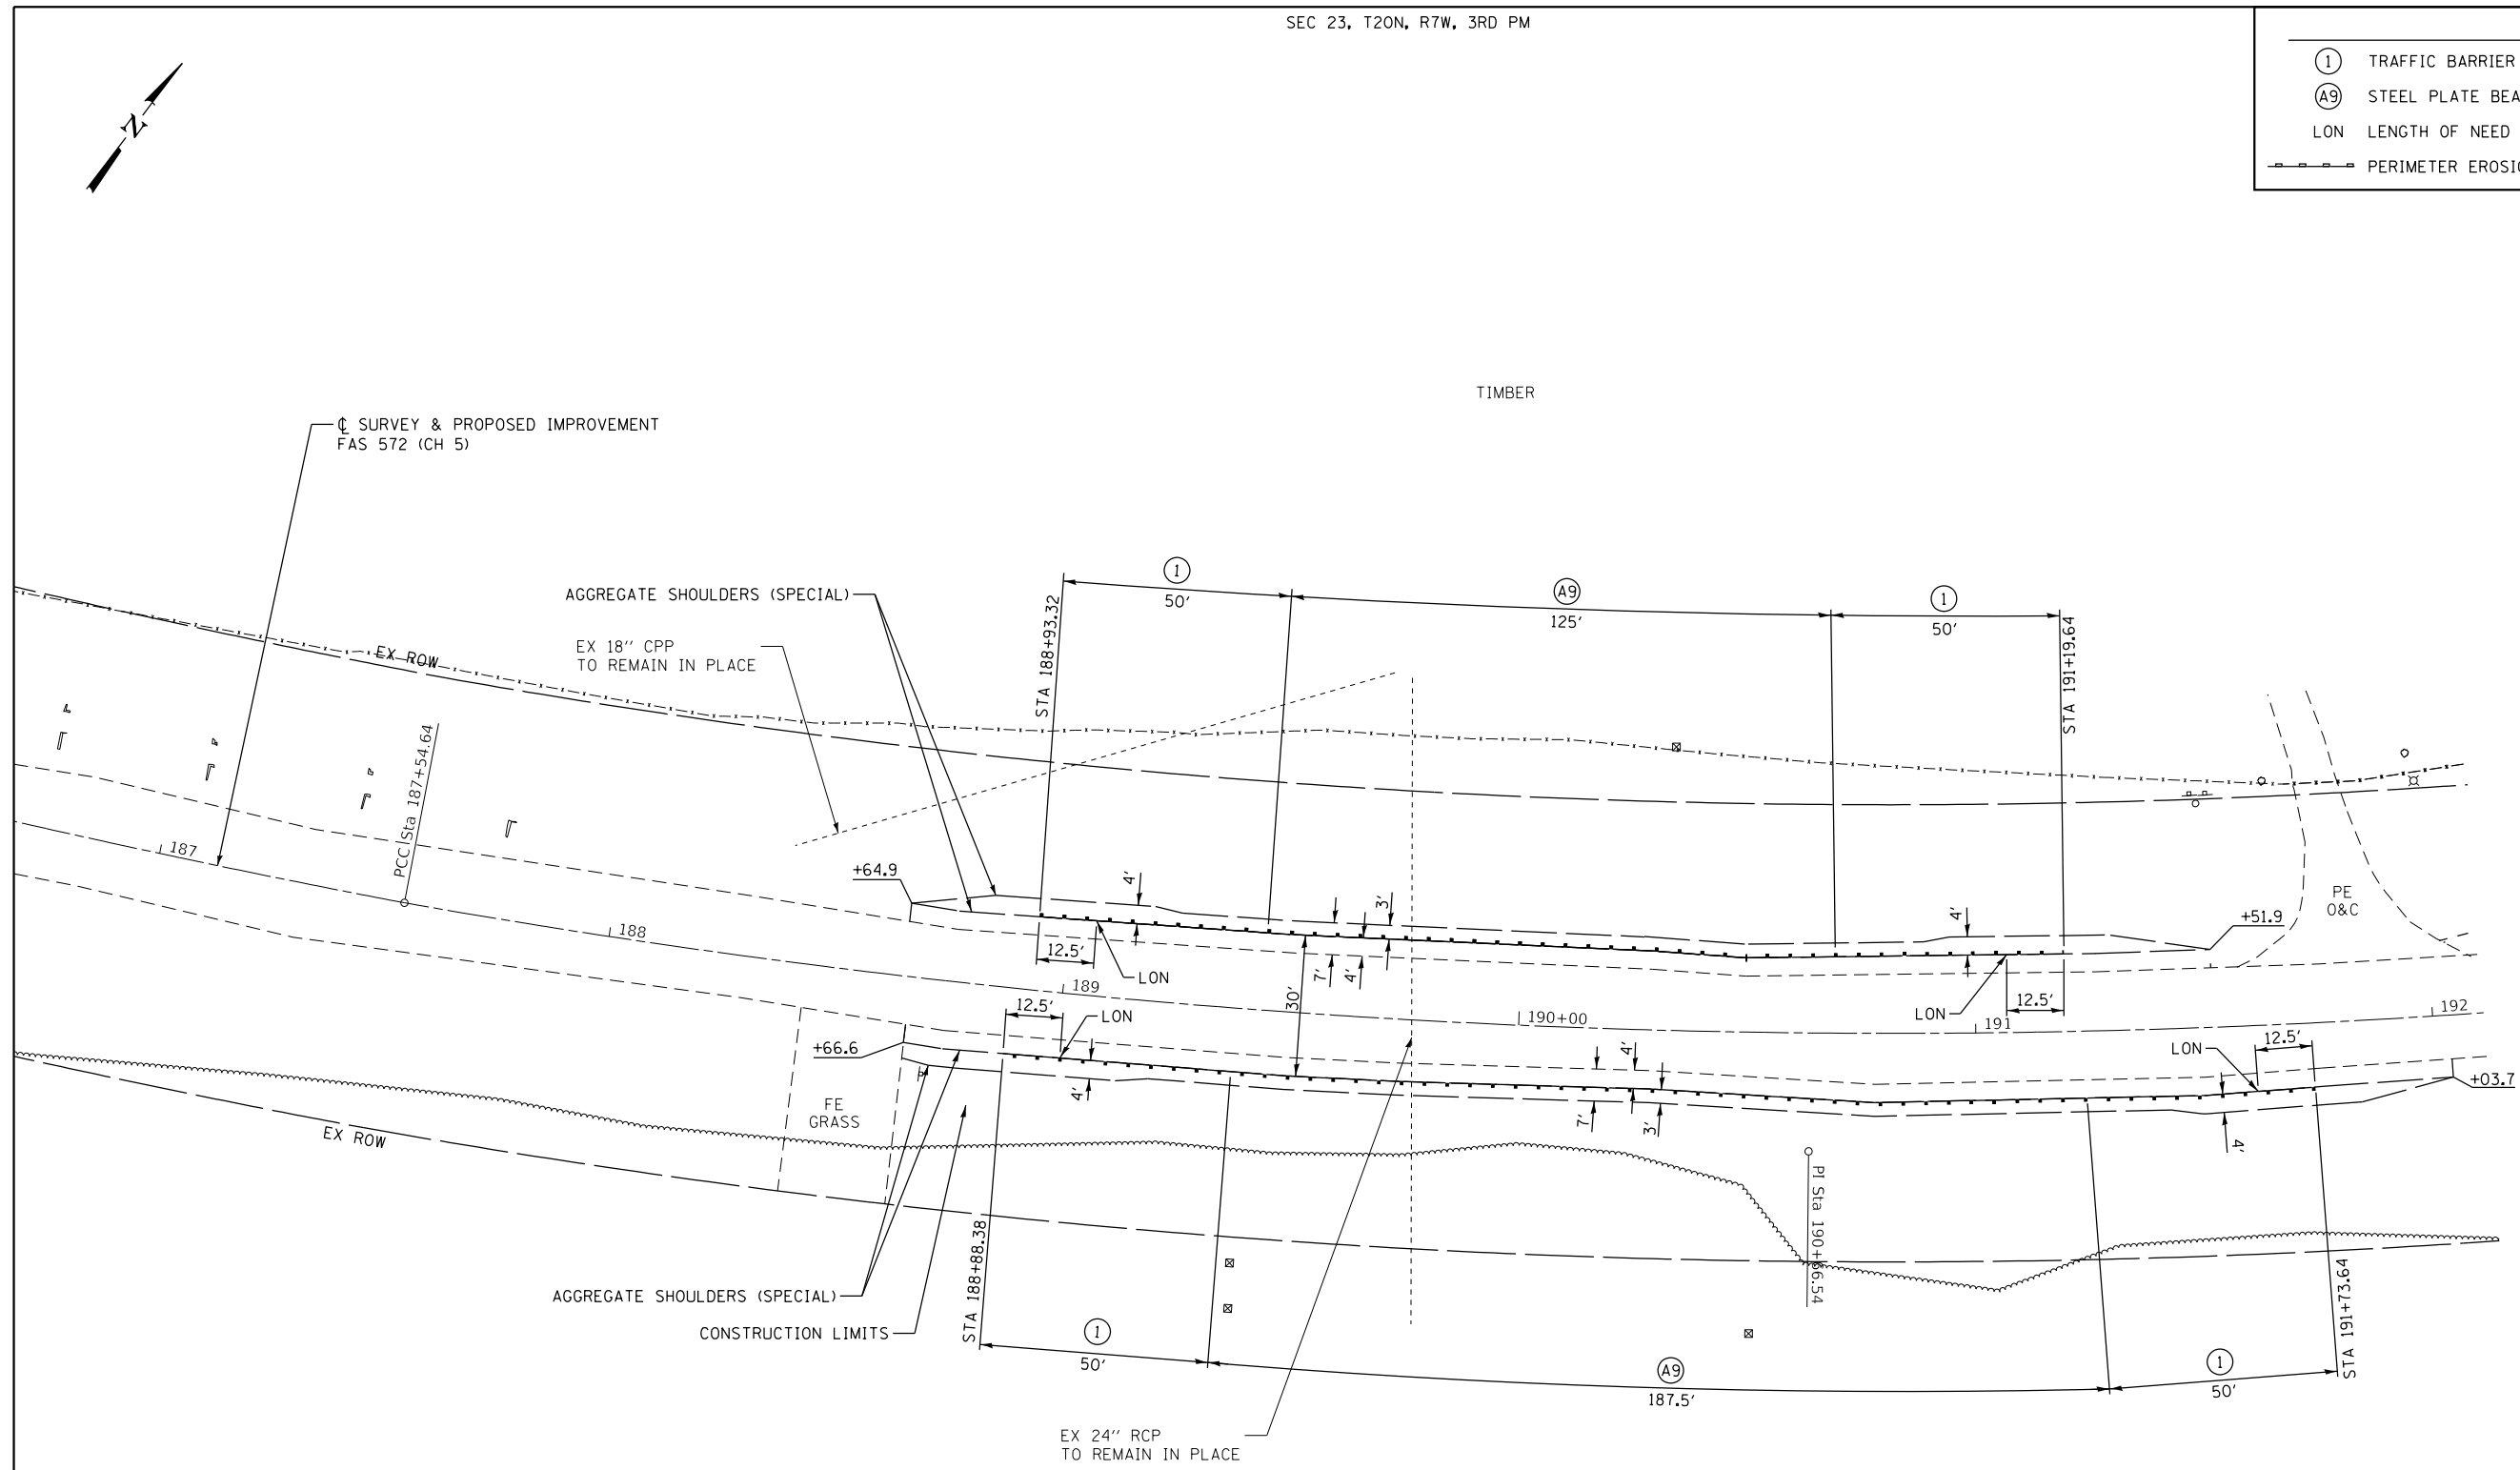 SEC 23, T20N, R7W, 3RD PM
1 TRAFFIC BARRIER
A9 STEEL PLATE BEA
LON LENGTH OF NEED
PERIMETER EROSI
N
TIMBER
℄ SURVEY & PROPOSED IMPROVEMENT
FAS 572 (CH 5)
AGGREGATE SHOULDERS (SPECIAL)
EX 18" CPP
TO REMAIN IN PLACE
EX ROW
STA 188+93.32
1
50'
A9
125'
1
50'
STA 191+19.64
PCC Sta 187+54.64
187
188
189
190+00
191
192
+64.9
4'
3'
4'
+51.9
PE
O&C
12.5'
LON
7'
4'
30'
LON
12.5'
12.5'
LON
+66.6
4'
4'
7'
3'
LON
12.5'
+03.7
4'
FE
GRASS
EX ROW
PI Sta 190+66.54
AGGREGATE SHOULDERS (SPECIAL)
CONSTRUCTION LIMITS
STA 188+88.38
1
50'
A9
187.5'
1
50'
STA 191+73.64
EX 24" RCP
TO REMAIN IN PLACE